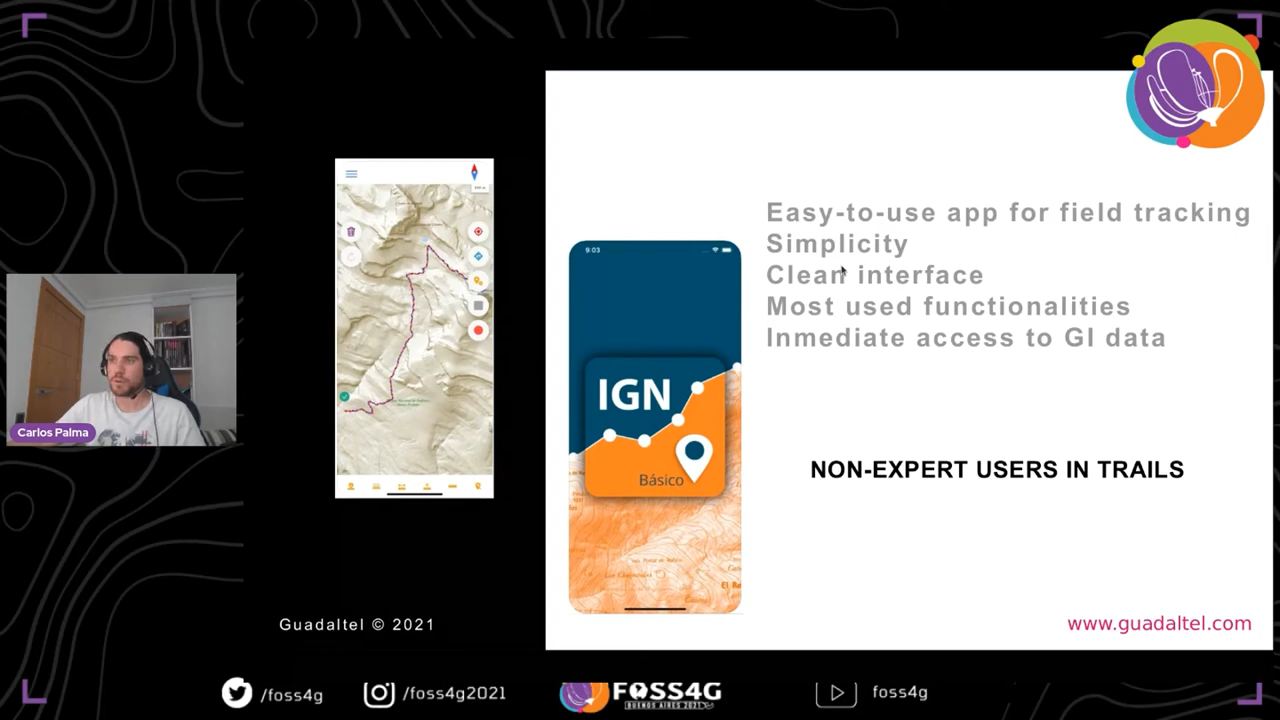 Easy-to-use app for field tracking
Simplicity
Clean interface
Most used functionalities
Inmediate access to GI data
9:03
IGN
Básico
NON-EXPERT USERS IN TRAILS
Carlos Palma
Guadaltel © 2021
www.guadaltel.com
/foss4g
/foss4g2021
FOSS4G
BUENOS AIRES 2021
foss4g